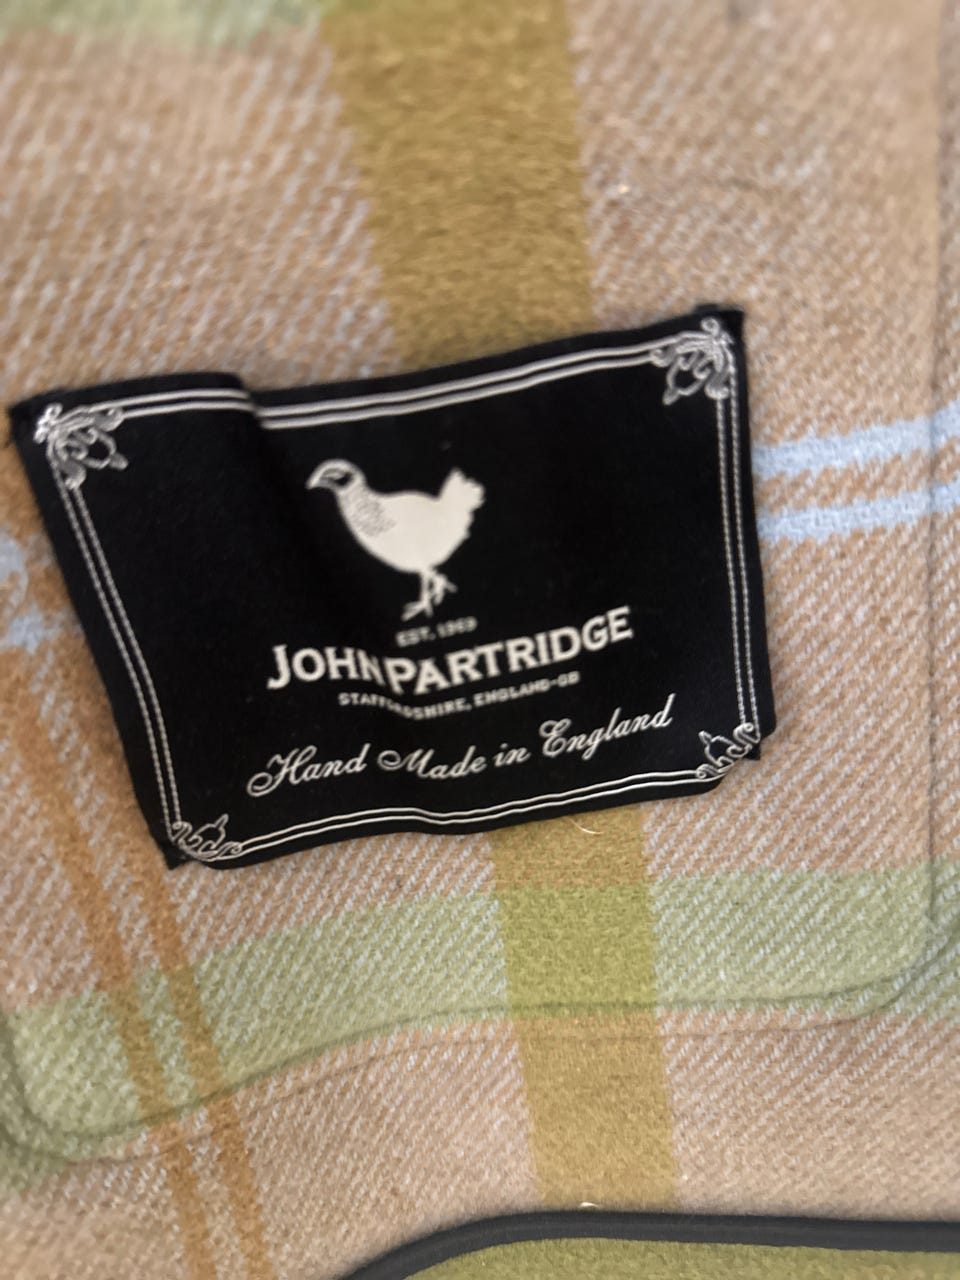 EST. 1969
JOHN PARTRIDGE
STAFFORDSHIRE, ENGLAND-GB
Hand Made in England